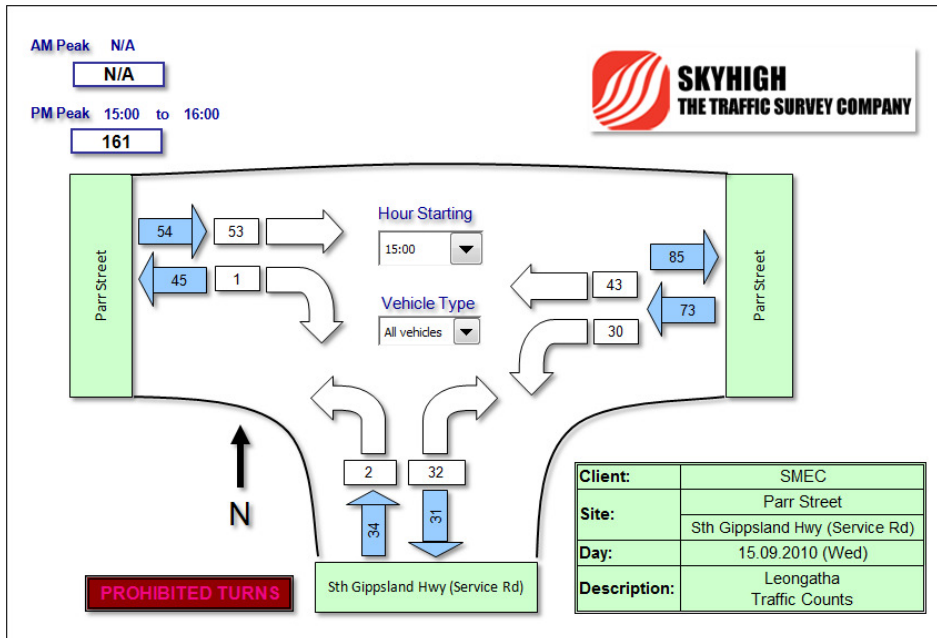 AM Peak N/A
N/A
PM Peak 15:00 to 16:00
161
SKYHIGH
THE TRAFFIC SURVEY COMPANY
Parr Street
54 53
45 1
Hour Starting
15:00
Vehicle Type
All vehicles
85
43
73
30
Parr Street
2 32
34 31
N
Sth Gippsland Hwy (Service Rd)
PROHIBITED TURNS
Client: SMEC
Site: Parr Street
Sth Gippsland Hwy (Service Rd)
Day: 15.09.2010 (Wed)
Description: Leongatha
Traffic Counts